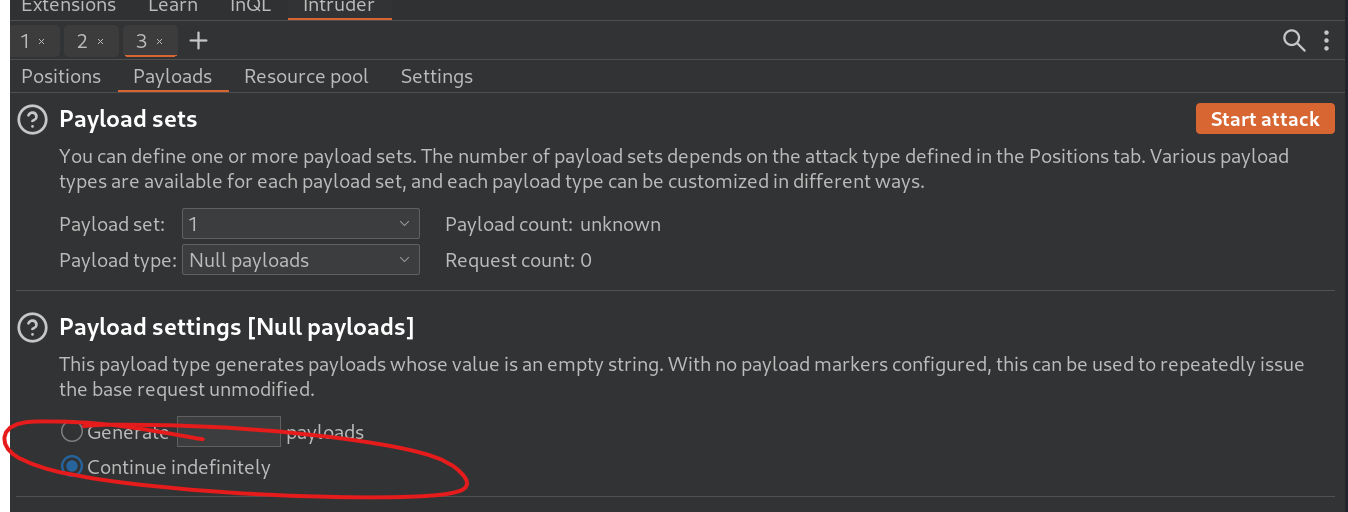 Extensions Learn InQL Intruder
1 × 2 × 3 × +
Positions Payloads Resource pool Settings
? Payload sets Start attack
You can define one or more payload sets. The number of payload sets depends on the attack type defined in the Positions tab. Various payload
types are available for each payload set, and each payload type can be customized in different ways.
Payload set: 1 Payload count: unknown
Payload type: Null payloads Request count: 0
? Payload settings [Null payloads]
This payload type generates payloads whose value is an empty string. With no payload markers configured, this can be used to repeatedly issue
the base request unmodified.
Generate payloads
Continue indefinitely